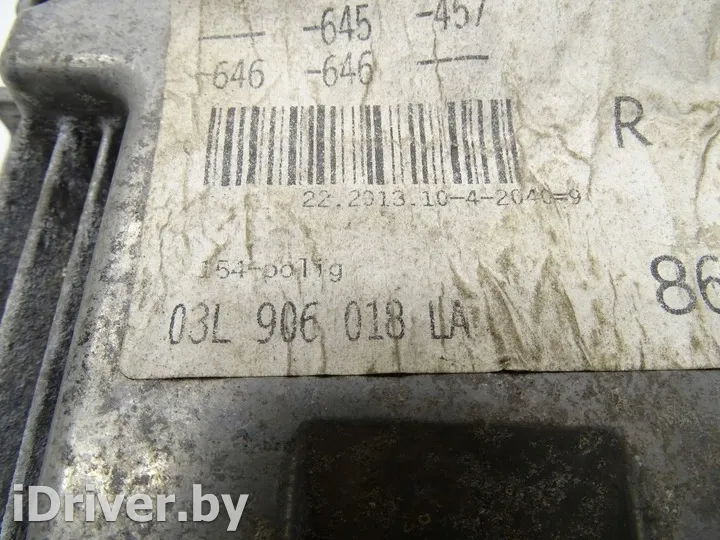 -645 -457
-646 -646
R
22.2013.10-4-2040=9
154-polig
86
03L 906 018 LA
iDriver.by